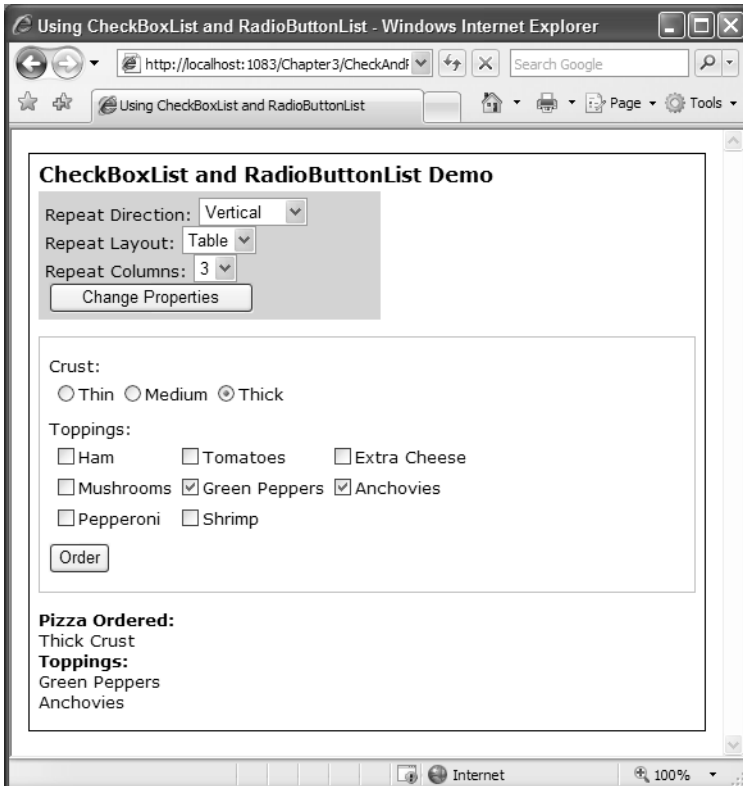 Using CheckBoxList and RadioButtonList - Windows Internet Explorer
http://localhost:1083/Chapter3/CheckAndF
Search Google
Using CheckBoxList and RadioButtonList
Page
Tools
CheckBoxList and RadioButtonList Demo
Repeat Direction: Vertical
Repeat Layout: Table
Repeat Columns: 3
Change Properties
Crust:
Thin Medium Thick
Toppings:
Ham Tomatoes Extra Cheese
Mushrooms Green Peppers Anchovies
Pepperoni Shrimp
Order
Pizza Ordered:
Thick Crust
Toppings:
Green Peppers
Anchovies
Internet 100%